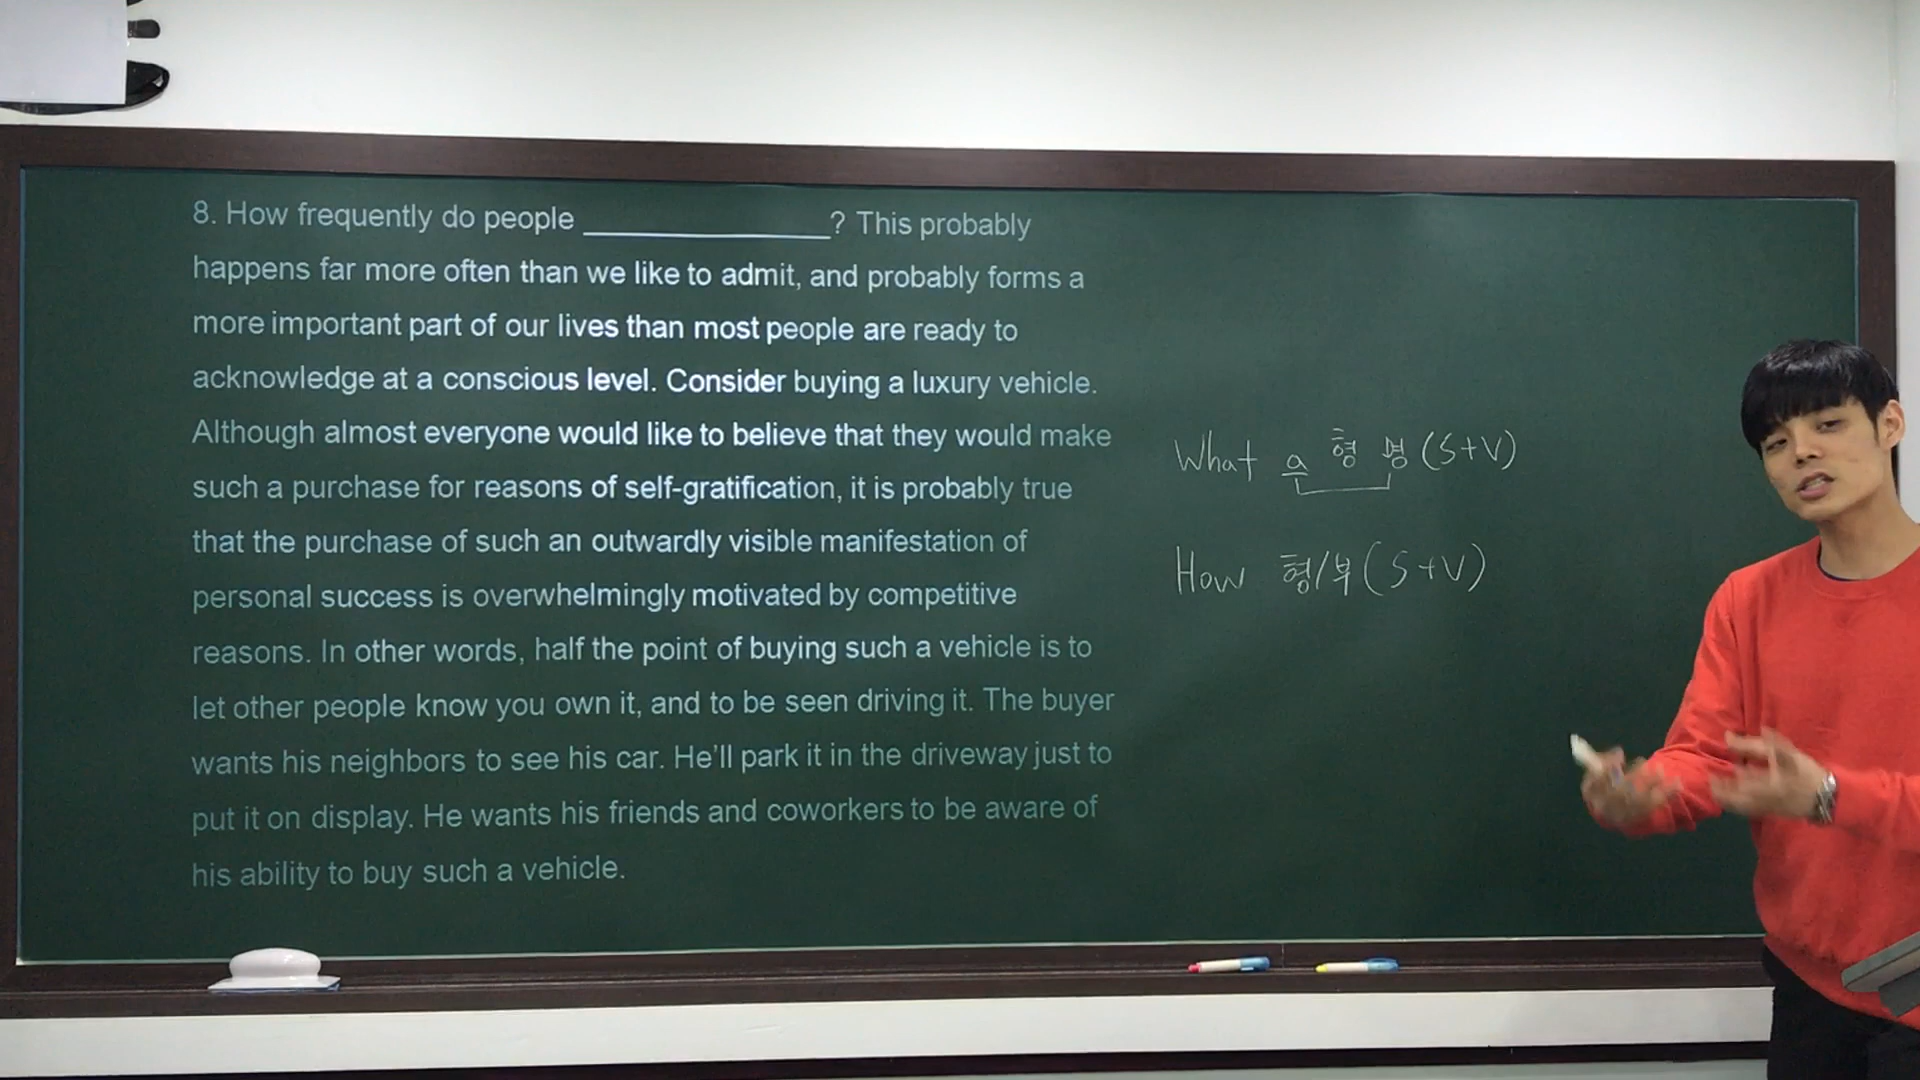 8. How frequently do people ______________? This probably
happens far more often than we like to admit, and probably forms a
more important part of our lives than most people are ready to
acknowledge at a conscious level. Consider buying a luxury vehicle.
Although almost everyone would like to believe that they would make
such a purchase for reasons of self-gratification, it is probably true
that the purchase of such an outwardly visible manifestation of
personal success is overwhelmingly motivated by competitive
reasons. In other words, half the point of buying such a vehicle is to
let other people know you own it, and to be seen driving it. The buyer
wants his neighbors to see his car. He'll park it in the driveway just to
put it on display. He wants his friends and coworkers to be aware of
his ability to buy such a vehicle.
What a 형 명 (S+V)
How 형/부 (S+V)